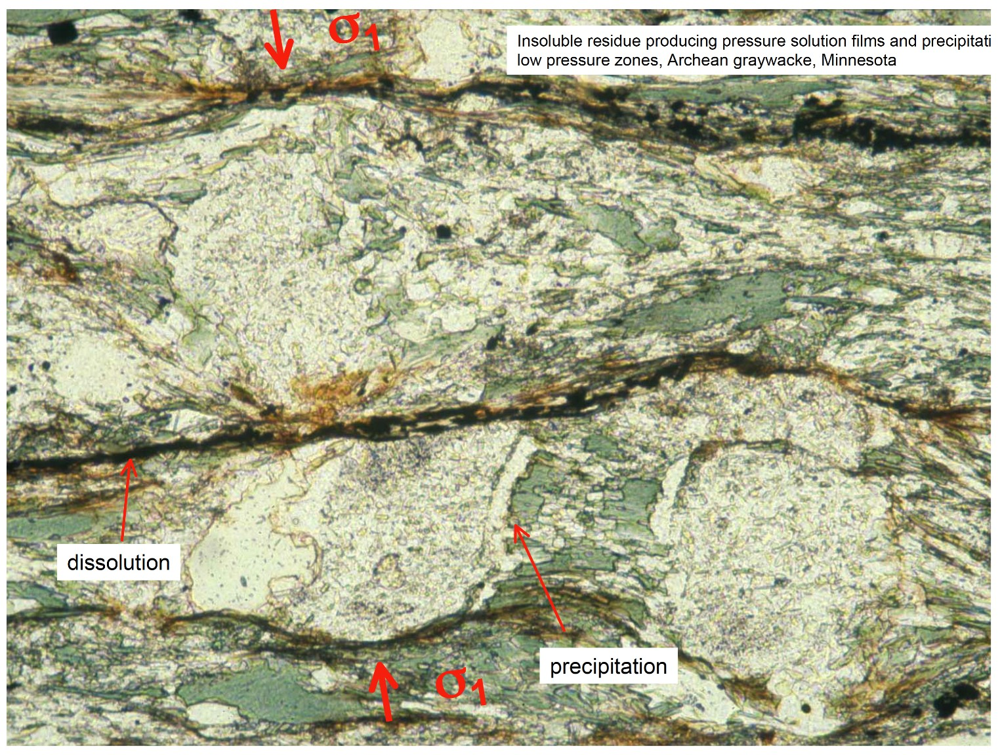 σ1
Insoluble residue producing pressure solution films and precipitati
low pressure zones, Archean graywacke, Minnesota
dissolution
precipitation
σ1